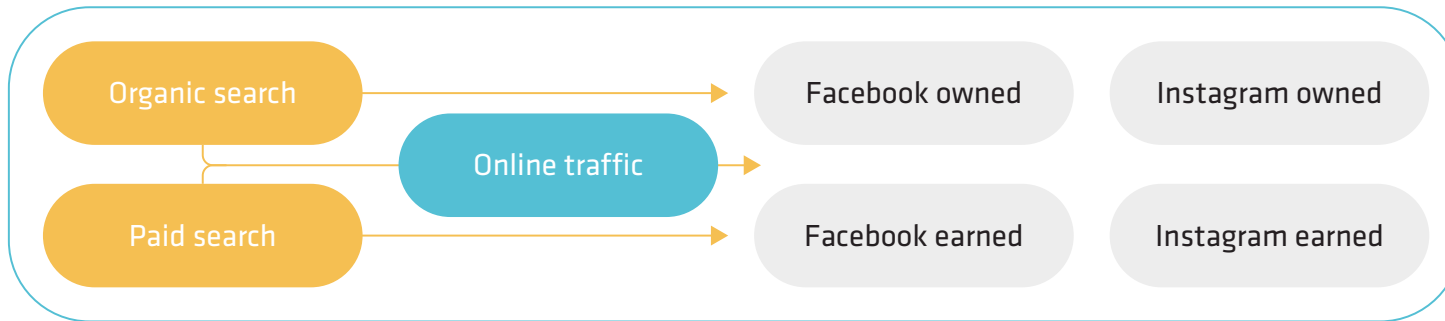 Organic search
Facebook owned
Instagram owned
Online traffic
Paid search
Facebook earned
Instagram earned